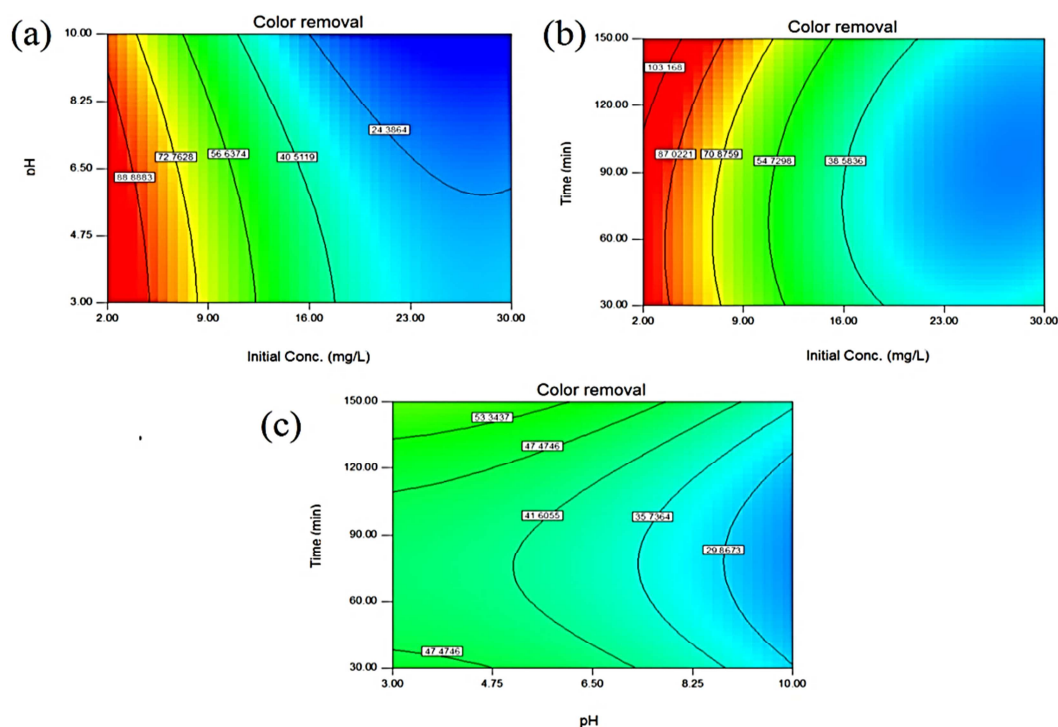 (a)
Color removal
10.00
8.25
6.50
4.75
3.00
pH
88.8883
72.7628
56.6374
40.5119
24.3864
2.00 9.00 16.00 23.00 30.00
Initial Conc. (mg/L)
(b)
Color removal
150.00
120.00
90.00
60.00
30.00
Time (min)
103.168
87.0221
70.8759
54.7298
38.5836
2.00 9.00 16.00 23.00 30.00
Initial Conc. (mg/L)
(c)
Color removal
150.00
120.00
90.00
60.00
30.00
Time (min)
53.3437
47.4746
41.6055
35.7364
29.8673
47.4746
3.00 4.75 6.50 8.25 10.00
pH